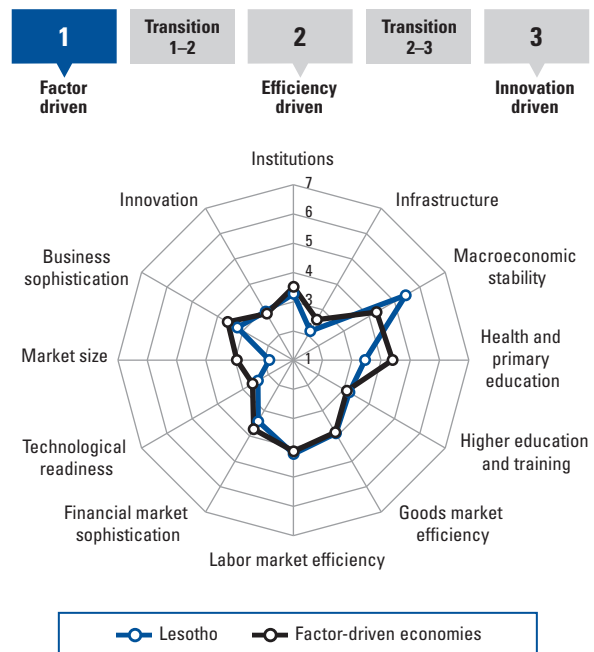 1
Transition
1–2
2
Transition
2–3
3
Factor
driven
Efficiency
driven
Innovation
driven
Institutions
7
Innovation
Infrastructure
6
5
Business
sophistication
Macroeconomic
stability
4
3
Market size
1
Health and
primary
education
Technological
readiness
Higher education
and training
Financial market
sophistication
Goods market
efficiency
Labor market efficiency
Lesotho
Factor-driven economies